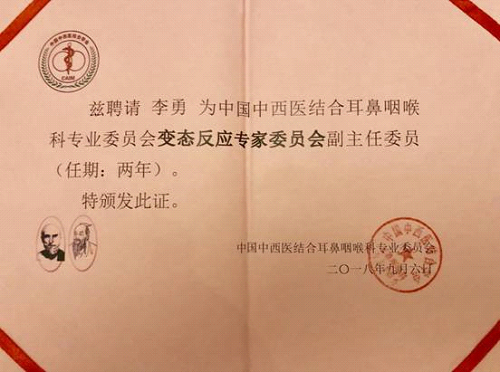 CAIM
兹聘请 李勇 为中国中西医结合耳鼻咽喉
科专业委员会变态反应专家委员会副主任委员
（任期：两年）。
特颁发此证。
中国中西医结合耳鼻咽喉科专业委员会
二〇一八年九月六日